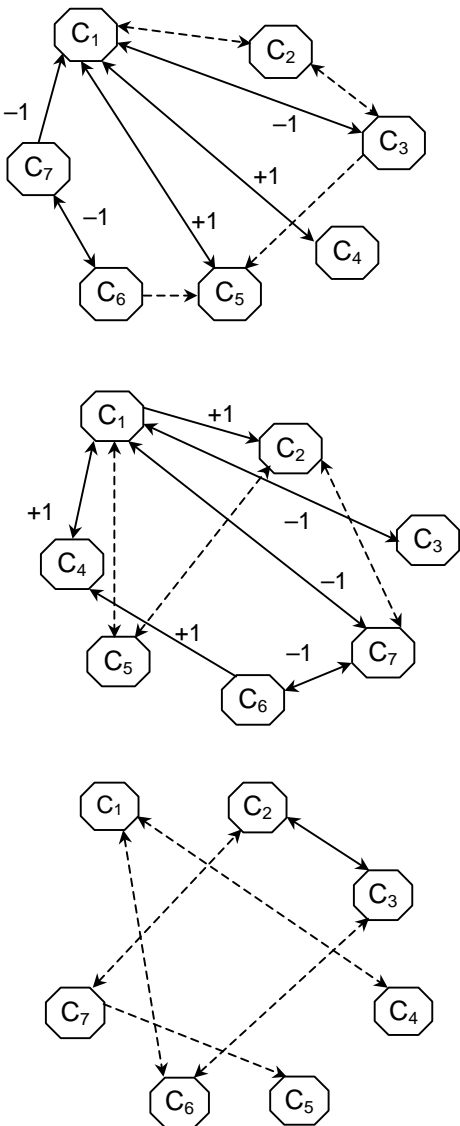 C₁
C₂
–1
C₃
–1
C₇
+1
+1
–1
C₄
C₆
C₅
C₁
+1
C₂
+1
–1
C₃
C₄
–1
+1
C₅
–1
C₇
C₆
C₁
C₂
C₃
C₇
C₄
C₆
C₅